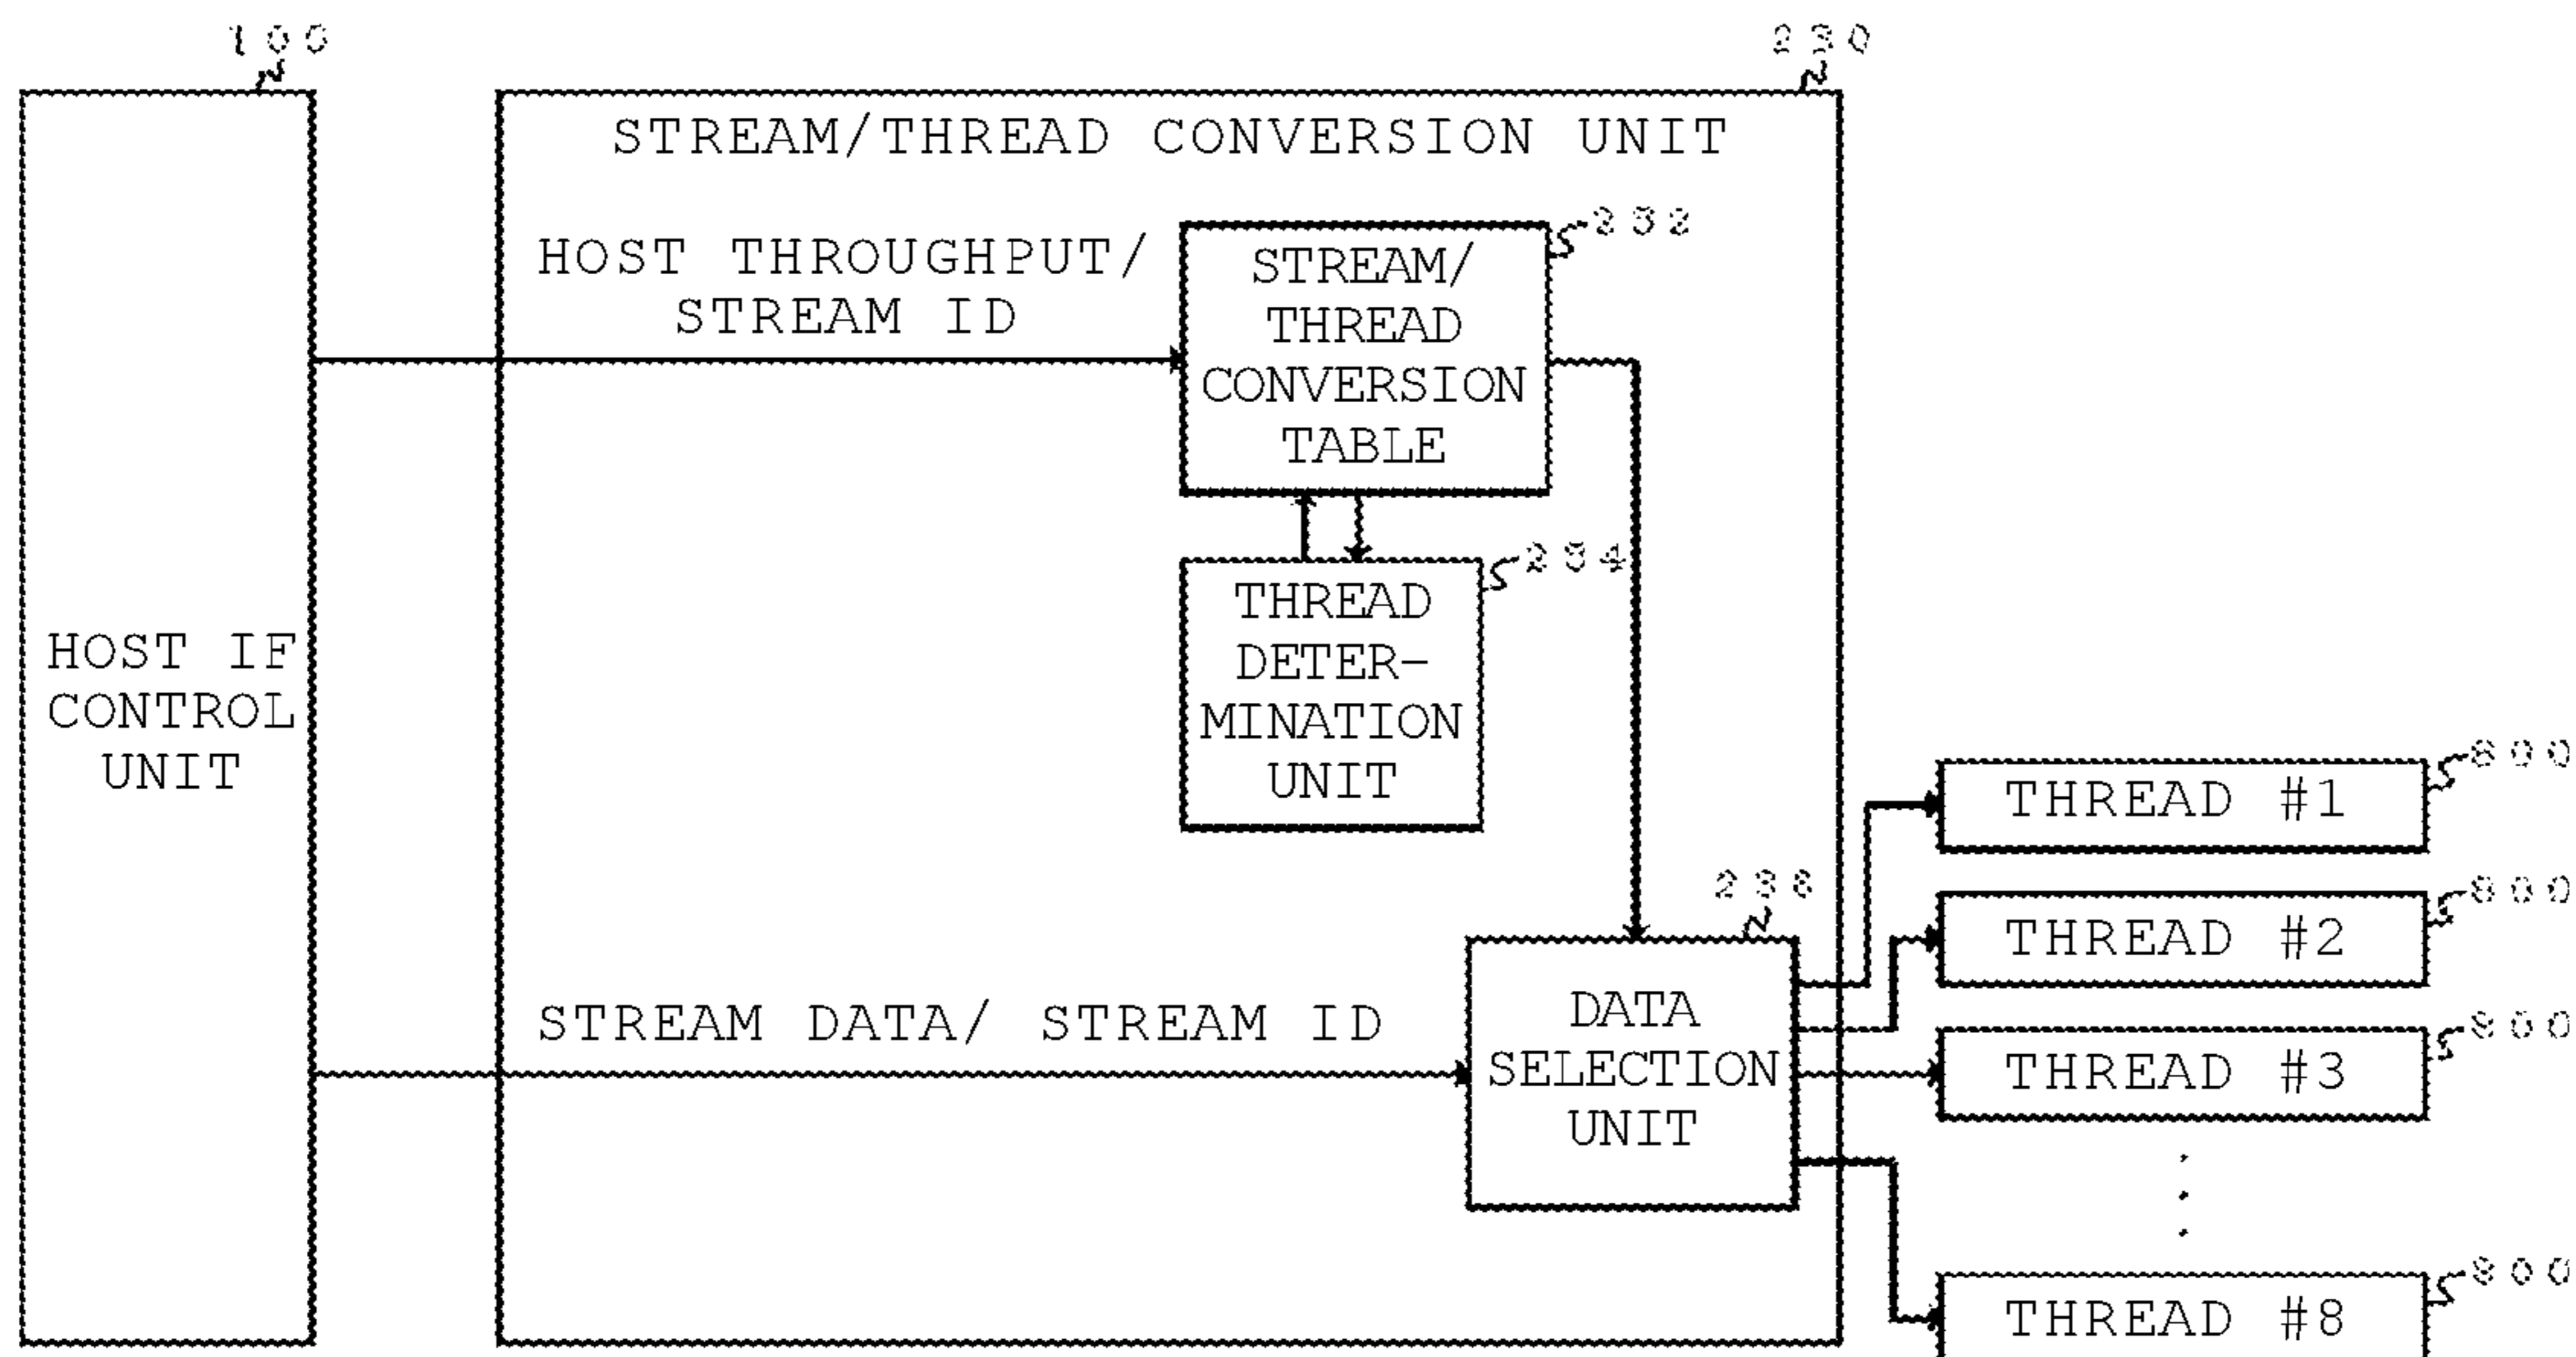 100
230
STREAM/THREAD CONVERSION UNIT
HOST THROUGHPUT/
STREAM ID
232
STREAM/
THREAD
CONVERSION
TABLE
234
THREAD
DETER-
MINATION
UNIT
HOST IF
CONTROL
UNIT
800
THREAD #1
236
800
THREAD #2
STREAM DATA/ STREAM ID
DATA
SELECTION
UNIT
800
THREAD #3
800
THREAD #8